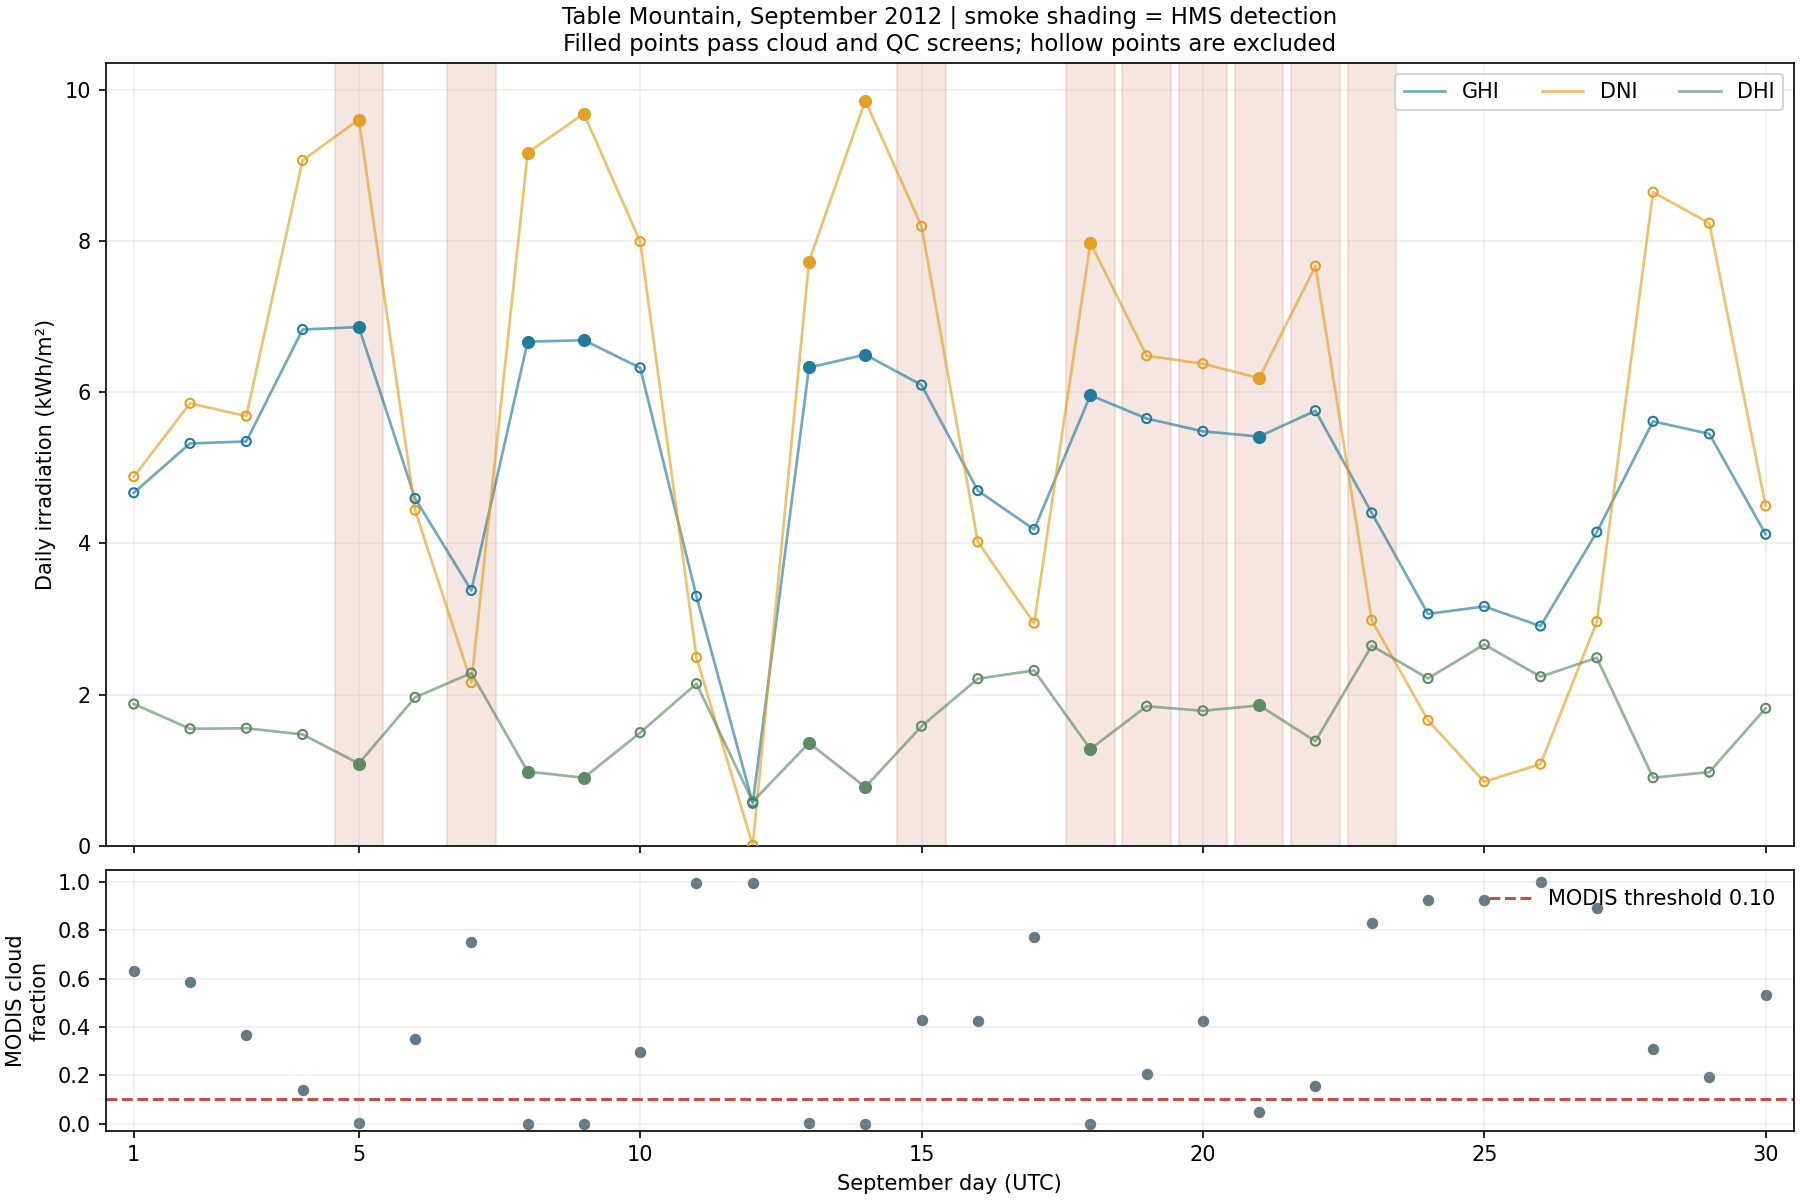 Table Mountain, September 2012 | smoke shading = HMS detection
Filled points pass cloud and QC screens; hollow points are excluded
GHI DNI DHI
Daily irradiation (kWh/m²)
10
8
6
4
2
0
MODIS threshold 0.10
MODIS cloud
fraction
1.0
0.8
0.6
0.4
0.2
0.0
1 5 10 15 20 25 30
September day (UTC)